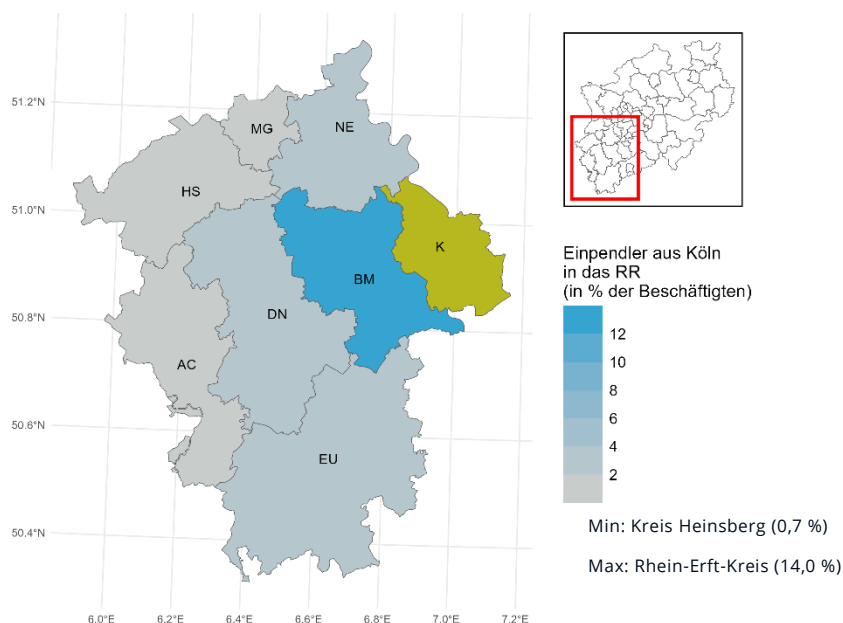 51.2°N
51.0°N
50.8°N
50.6°N
50.4°N
6.0°E
6.2°E
6.4°E
6.6°E
6.8°E
7.0°E
7.2°E
MG
NE
HS
K
BM
DN
AC
EU
Einpendler aus Köln
in das RR
(in % der Beschäftigten)
12
10
8
6
4
2
Min: Kreis Heinsberg (0,7 %)
Max: Rhein-Erft-Kreis (14,0 %)